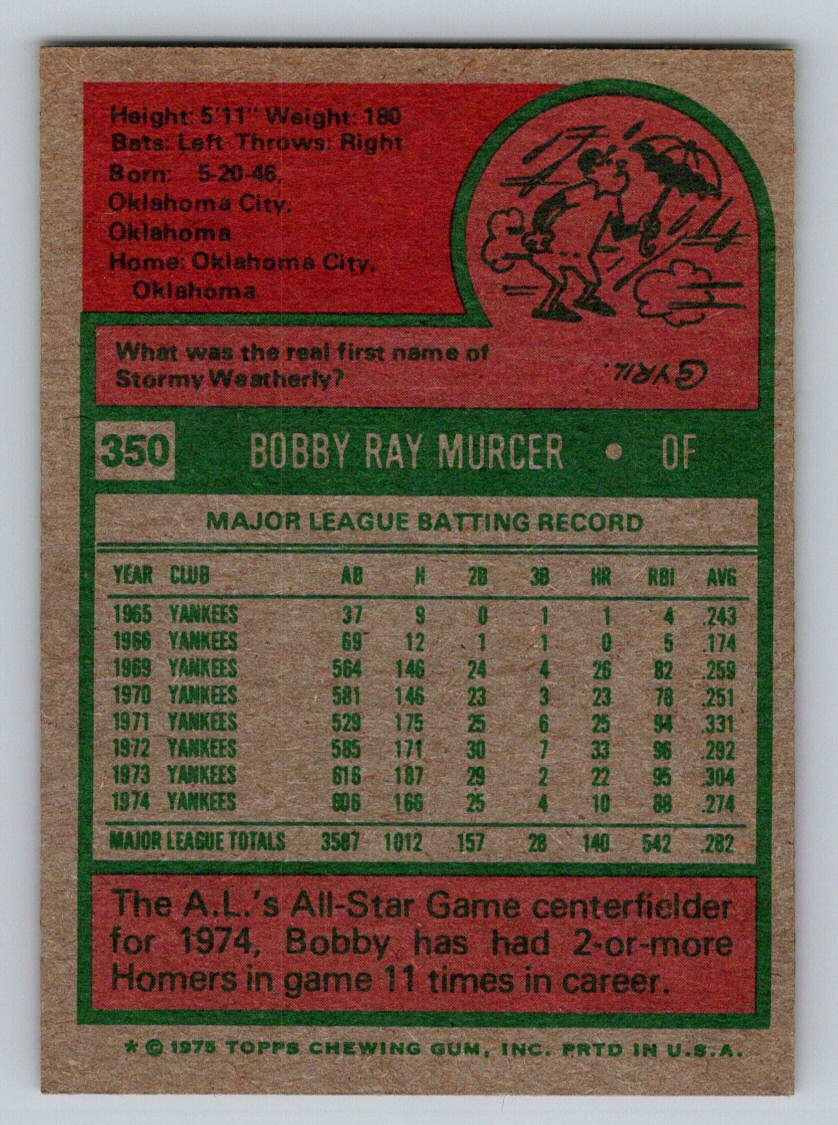 Height: 5'11" Weight: 180
Bats: Left Throws: Right
Born: 5-20-46,
Oklahoma City,
Oklahoma
Home: Oklahoma City,
Oklahoma
What was the real first name of
Stormy Weatherly?
CYRIL.
350 BOBBY RAY MURCER • OF
MAJOR LEAGUE BATTING RECORD
YEAR CLUB AB H 2B 3B HR RBI AVG
1965 YANKEES 37 9 0 1 1 4 .243
1966 YANKEES 69 12 1 1 0 5 .174
1969 YANKEES 564 146 24 4 26 82 .259
1970 YANKEES 581 146 23 3 23 78 .251
1971 YANKEES 529 175 25 6 25 94 .331
1972 YANKEES 585 171 30 7 33 96 .292
1973 YANKEES 616 187 29 2 22 95 .304
1974 YANKEES 606 166 25 4 10 88 .274
MAJOR LEAGUE TOTALS 3587 1012 157 28 140 542 .282
The A.L.'s All-Star Game centerfielder
for 1974, Bobby has had 2-or-more
Homers in game 11 times in career.
* © 1975 TOPPS CHEWING GUM, INC. PRTD IN U.S.A.